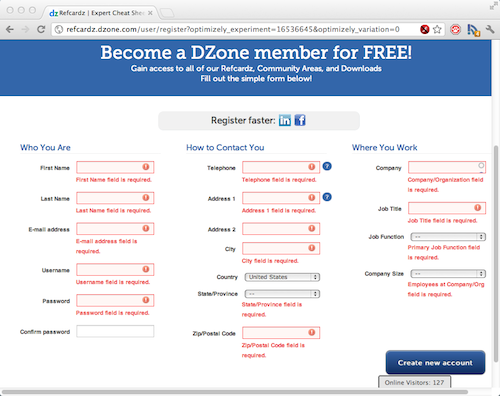 dz Refcardz | Expert Cheat She
refcardz.dzone.com/user/register?optimizely_experiment=16536645&optimizely_variation=0
Become a DZone member for FREE!
Gain access to all of our Refcardz, Community Areas, and Downloads
Fill out the simple form below!
Register faster: in f
Who You Are
First Name
First Name field is required.
Last Name
Last Name field is required.
E-mail address
E-mail address field is
required.
Username
Username field is required.
Password
Password field is required.
Confirm password
How to Contact You
Telephone ?
Telephone field is required.
Address 1 ?
Address 1 field is required.
Address 2
City
City field is required.
Country United States
State/Province --
State/Province field is
required.
Zip/Postal Code
Zip/Postal Code field is
required.
Where You Work
Company
Company/Organization field
is required.
Job Title
Job Title field is required.
Job Function --
Primary Job Function field
is required.
Company Size --
Employees at Company/Org
field is required.
Create new account
Online Visitors: 127